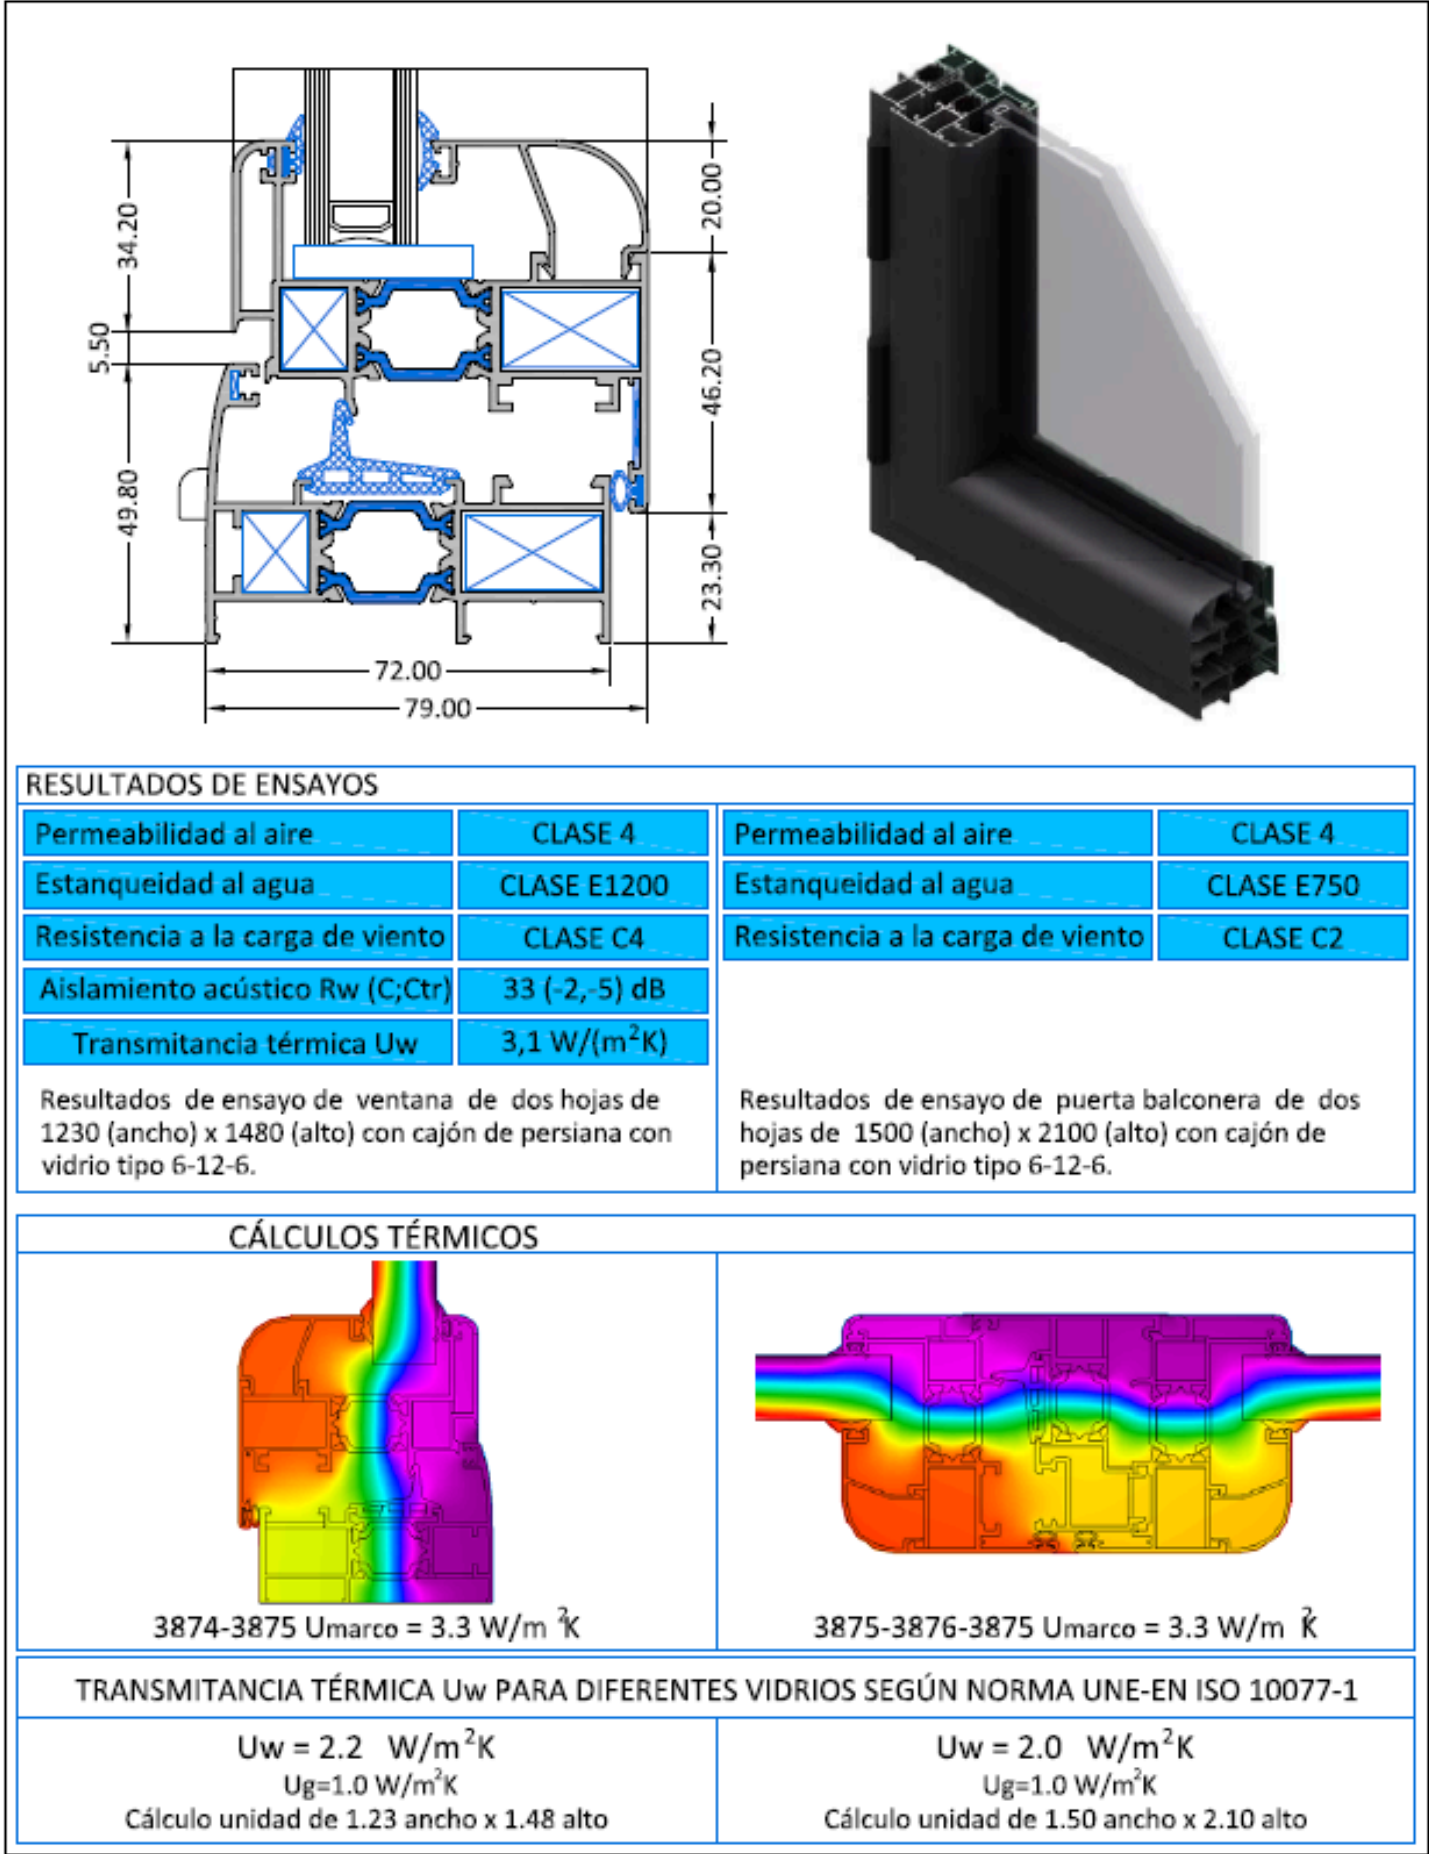 34.20
5.50
49.80
20.00
46.20
23.30
72.00
79.00
RESULTADOS DE ENSAYOS
Permeabilidad al aire CLASE 4
Estanqueidad al agua CLASE E1200
Resistencia a la carga de viento CLASE C4
Aislamiento acústico Rw (C;Ctr) 33 (-2,-5) dB
Transmitancia térmica Uw 3,1 W/(m²K)
Resultados de ensayo de ventana de dos hojas de
1230 (ancho) x 1480 (alto) con cajón de persiana con
vidrio tipo 6-12-6.
Permeabilidad al aire CLASE 4
Estanqueidad al agua CLASE E750
Resistencia a la carga de viento CLASE C2
Resultados de ensayo de puerta balconera de dos
hojas de 1500 (ancho) x 2100 (alto) con cajón de
persiana con vidrio tipo 6-12-6.
CÁLCULOS TÉRMICOS
3874-3875 Umarco = 3.3 W/m²K
3875-3876-3875 Umarco = 3.3 W/m²K
TRANSMITANCIA TÉRMICA Uw PARA DIFERENTES VIDRIOS SEGÚN NORMA UNE-EN ISO 10077-1
Uw = 2.2 W/m²K
Ug=1.0 W/m²K
Cálculo unidad de 1.23 ancho x 1.48 alto
Uw = 2.0 W/m²K
Ug=1.0 W/m²K
Cálculo unidad de 1.50 ancho x 2.10 alto